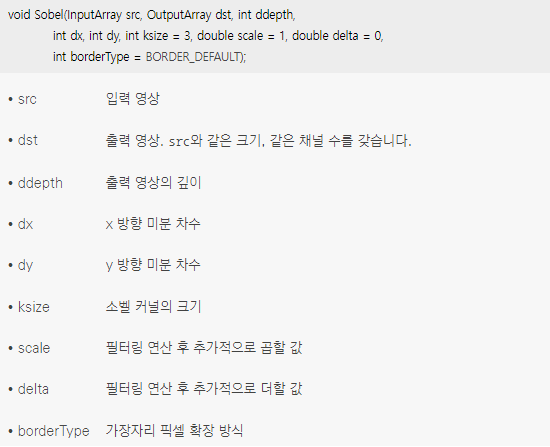 void Sobel(InputArray src, OutputArray dst, int ddepth,
int dx, int dy, int ksize = 3, double scale = 1, double delta = 0,
int borderType = BORDER_DEFAULT);
• src 입력 영상
• dst 출력 영상. src와 같은 크기, 같은 채널 수를 갖습니다.
• ddepth 출력 영상의 깊이
• dx x 방향 미분 차수
• dy y 방향 미분 차수
• ksize 소벨 커널의 크기
• scale 필터링 연산 후 추가적으로 곱할 값
• delta 필터링 연산 후 추가적으로 더할 값
• borderType 가장자리 픽셀 확장 방식